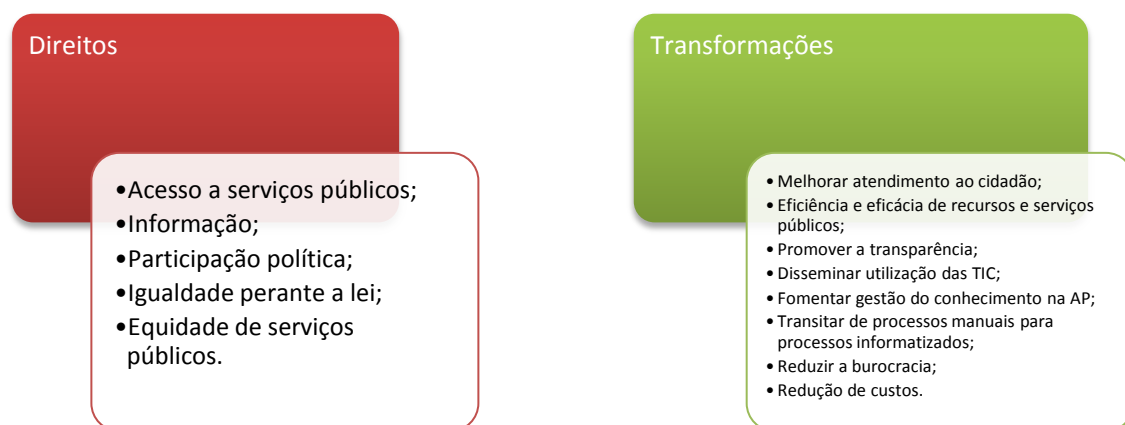 Direitos
•Acesso a serviços públicos;
•Informação;
•Participação política;
•Igualdade perante a lei;
•Equidade de serviços
públicos.
Transformações
• Melhorar atendimento ao cidadão;
• Eficiência e eficácia de recursos e serviços
públicos;
• Promover a transparência;
• Disseminar utilização das TIC;
• Fomentar gestão do conhecimento na AP;
• Transitar de processos manuais para
processos informatizados;
• Reduzir a burocracia;
• Redução de custos.